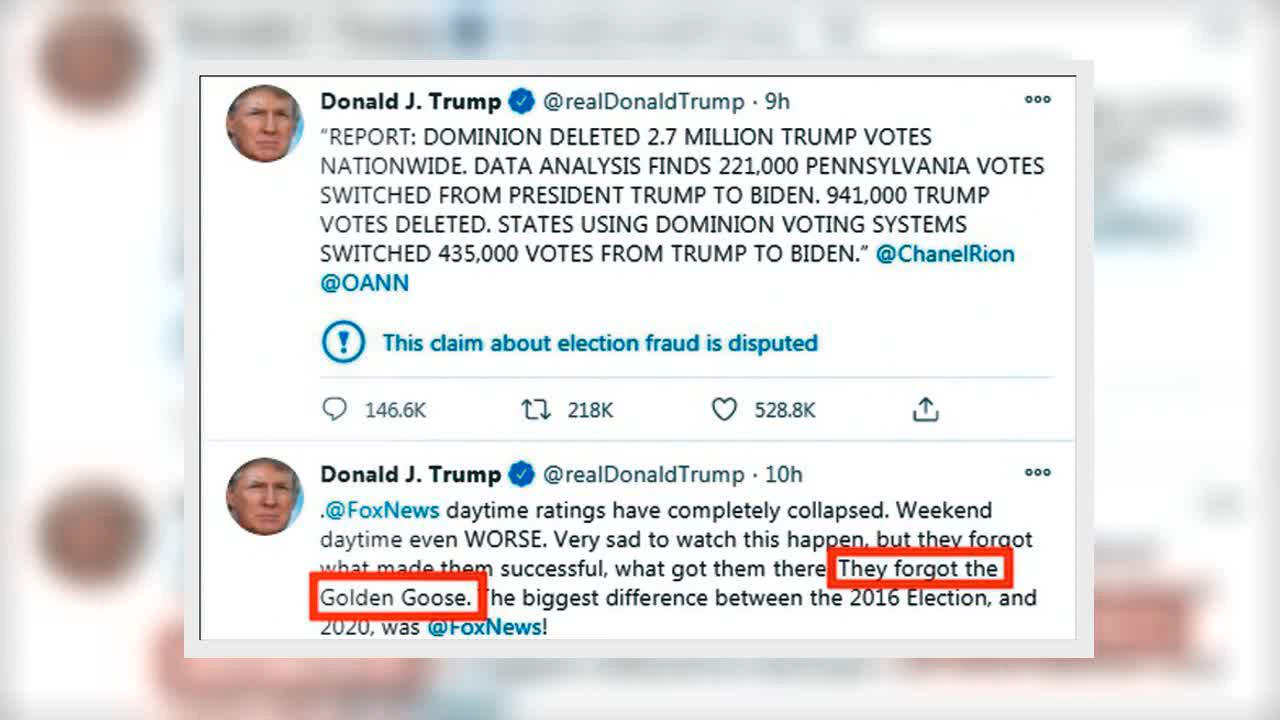 Donald J. Trump @realDonaldTrump · 9h
“REPORT: DOMINION DELETED 2.7 MILLION TRUMP VOTES
NATIONWIDE. DATA ANALYSIS FINDS 221,000 PENNSYLVANIA VOTES
SWITCHED FROM PRESIDENT TRUMP TO BIDEN. 941,000 TRUMP
VOTES DELETED. STATES USING DOMINION VOTING SYSTEMS
SWITCHED 435,000 VOTES FROM TRUMP TO BIDEN.” @ChanelRion
@OANN
This claim about election fraud is disputed
146.6K 218K 528.8K
Donald J. Trump @realDonaldTrump · 10h
.@FoxNews daytime ratings have completely collapsed. Weekend
daytime even WORSE. Very sad to watch this happen, but they forgot
what made them successful, what got them there. They forgot the
Golden Goose. The biggest difference between the 2016 Election, and
2020, was @FoxNews!